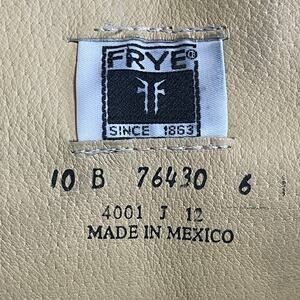 FRYE®
SINCE 1863
10 B 76430 6
4001 J 12
MADE IN MEXICO